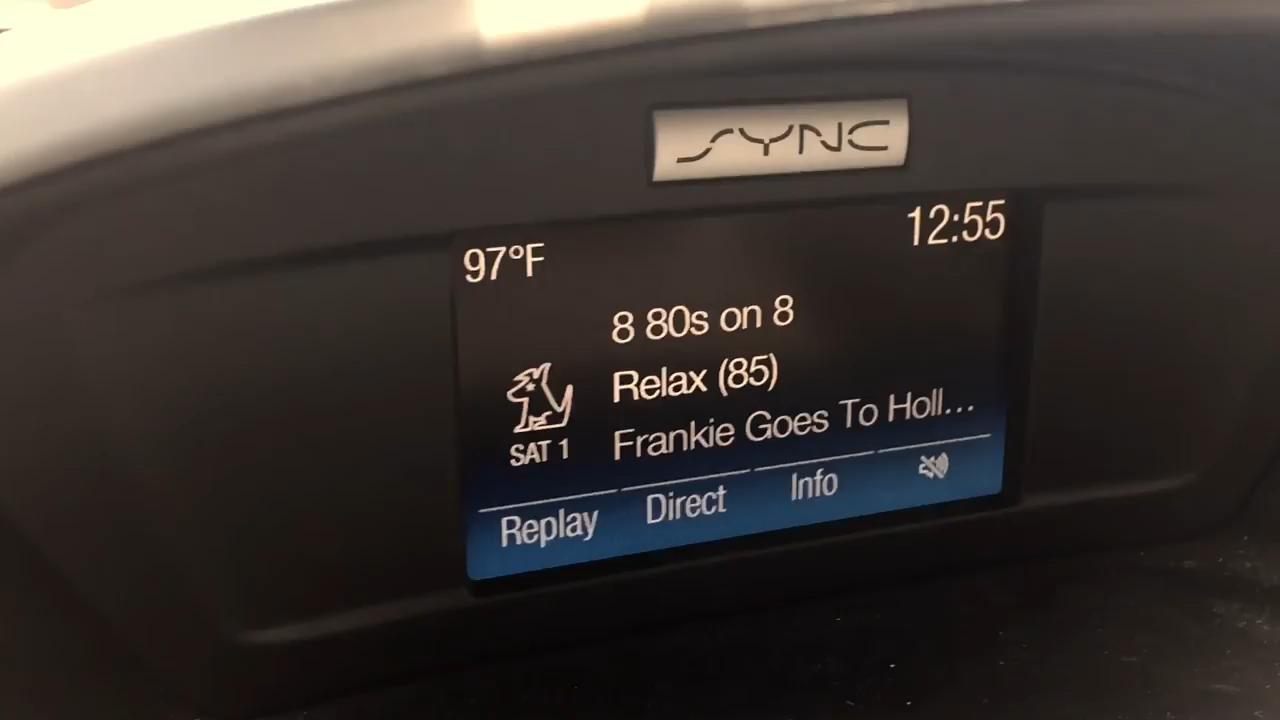 SYNC
97°F
12:55
8 80s on 8
Relax (85)
Frankie Goes To Holl...
SAT 1
Replay
Direct
Info